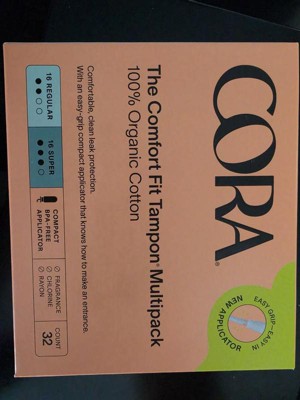 CORA®
EASY GRIP–EASY IN
NEW APPLICATOR
The Comfort Fit Tampon® Multipack
100% Organic Cotton
Comfortable, clean leak protection.
With an easy-grip compact applicator that knows how to make an entrance.
16 REGULAR
16 SUPER
COMPACT
BPA-FREE
APPLICATOR
FRAGRANCE
CHLORINE
RAYON
COUNT
32